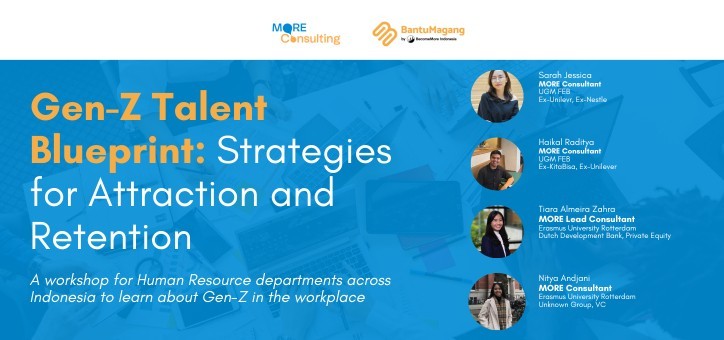 MORE
Consulting
BantuMagang
by BecomeMore Indonesia
Gen-Z Talent
Blueprint: Strategies
for Attraction and
Retention
A workshop for Human Resource departments across
Indonesia to learn about Gen-Z in the workplace
Sarah Jessica
MORE Consultant
UGM FEB
Ex-Unilevr, Ex-Nestle
Haikal Raditya
MORE Consultant
UGM FEB
Ex-KitaBisa, Ex-Unilever
Tiara Almeira Zahra
MORE Lead Consultant
Erasmus University Rotterdam
Dutch Development Bank, Private Equity
Nitya Andjani
MORE Consultant
Erasmus University Rotterdam
Unknown Group, VC